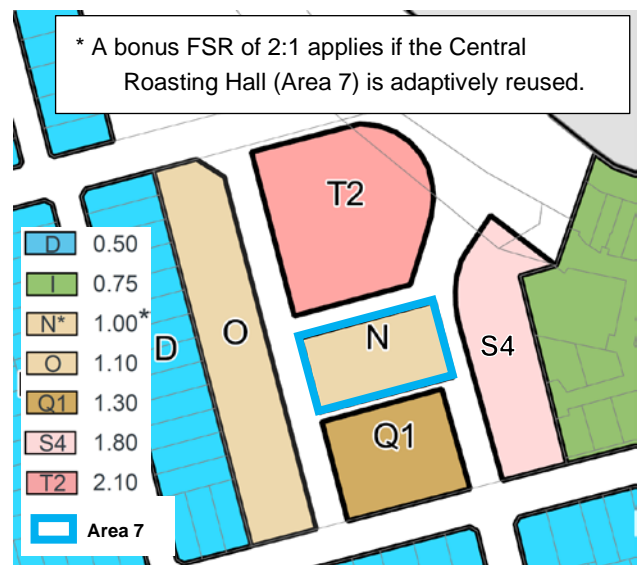 * A bonus FSR of 2:1 applies if the Central
Roasting Hall (Area 7) is adaptively reused.
T2
O
N
D
S4
Q1
D 0.50
I 0.75
N* 1.00*
O 1.10
Q1 1.30
S4 1.80
T2 2.10
Area 7